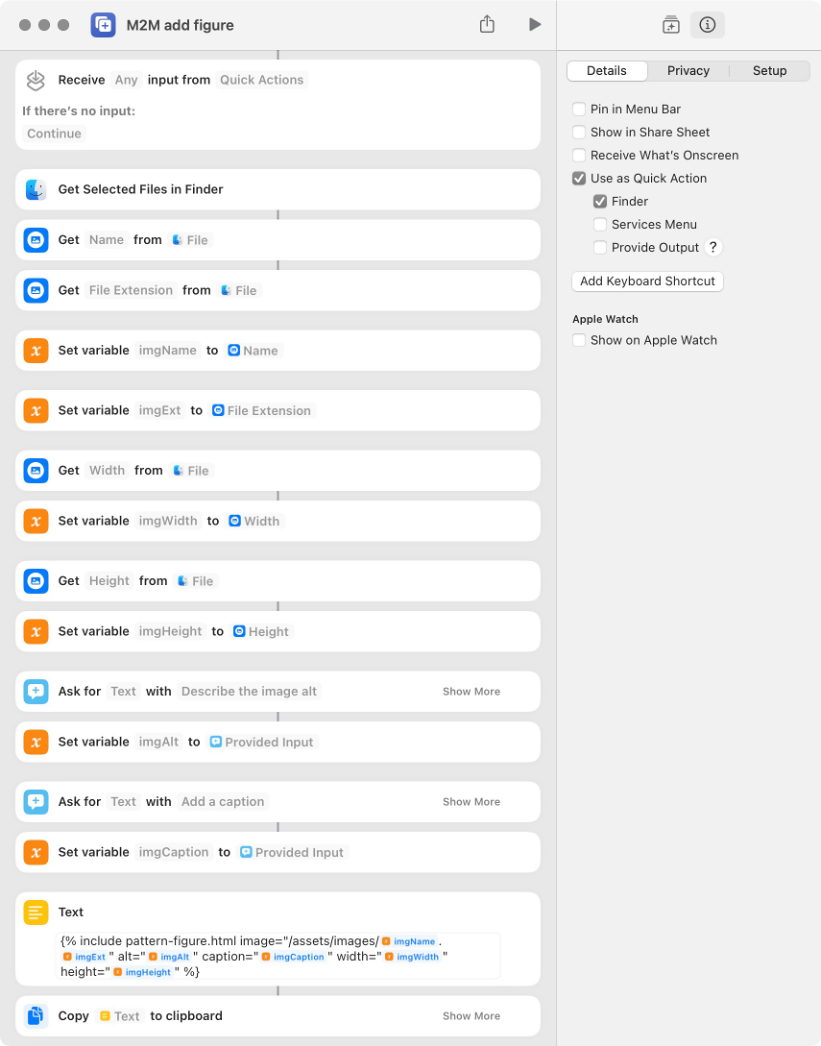 M2M add figure
Receive Any input from Quick Actions
If there's no input:
Continue
Get Selected Files in Finder
Get Name from File
Get File Extension from File
Set variable imgName to Name
Set variable imgExt to File Extension
Get Width from File
Set variable imgWidth to Width
Get Height from File
Set variable imgHeight to Height
Ask for Text with Describe the image alt Show More
Set variable imgAlt to Provided Input
Ask for Text with Add a caption Show More
Set variable imgCaption to Provided Input
Text
{% include pattern-figure.html image="/assets/images/ imgName .
imgExt " alt=" imgAlt " caption=" imgCaption " width=" imgWidth "
height=" imgHeight " %}
Copy Text to clipboard Show More
Details Privacy Setup
Pin in Menu Bar
Show in Share Sheet
Receive What's Onscreen
Use as Quick Action
Finder
Services Menu
Provide Output ?
Add Keyboard Shortcut
Apple Watch
Show on Apple Watch